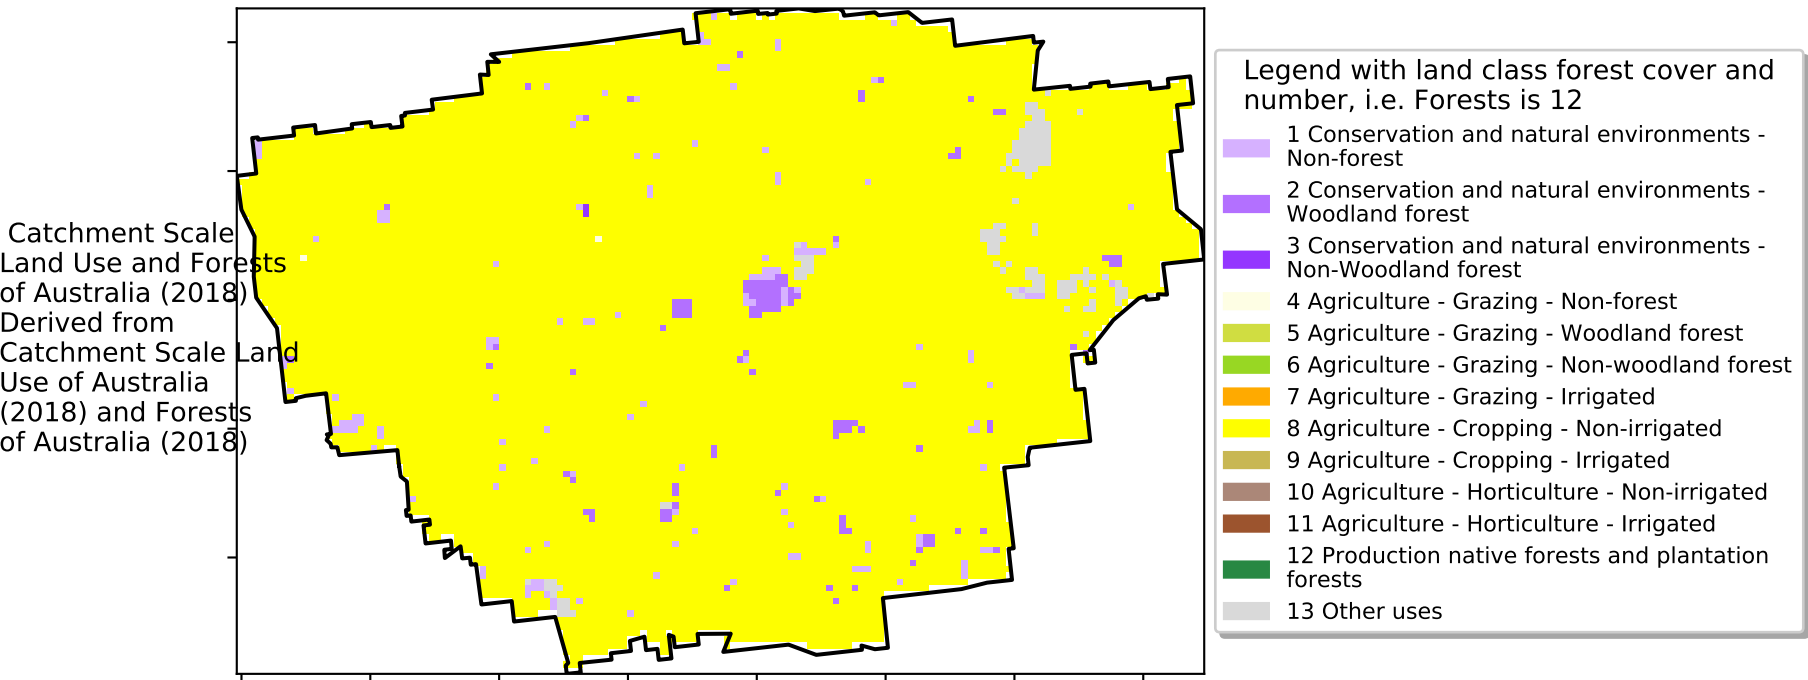 Catchment Scale
Land Use and Forests
of Australia (2018)
Derived from
Catchment Scale Land
Use of Australia
(2018) and Forests
of Australia (2018)
Legend with land class forest cover and
number, i.e. Forests is 12
1 Conservation and natural environments -
Non-forest
2 Conservation and natural environments -
Woodland forest
3 Conservation and natural environments -
Non-Woodland forest
4 Agriculture - Grazing - Non-forest
5 Agriculture - Grazing - Woodland forest
6 Agriculture - Grazing - Non-woodland forest
7 Agriculture - Grazing - Irrigated
8 Agriculture - Cropping - Non-irrigated
9 Agriculture - Cropping - Irrigated
10 Agriculture - Horticulture - Non-irrigated
11 Agriculture - Horticulture - Irrigated
12 Production native forests and plantation
forests
13 Other uses